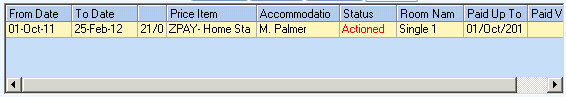 From Date To Date Price Item Accommodatio Status Room Nam Paid Up To Paid V
01-Oct-11 25-Feb-12 21/0 ZPAY- Home Sta M. Palmer Actioned Single 1 01/Oct/201